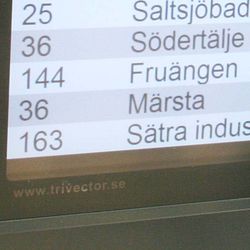 25 Saltsjöbad
36 Södertälje
144 Fruängen
36 Märsta
163 Sätra indus
www.trivector.se